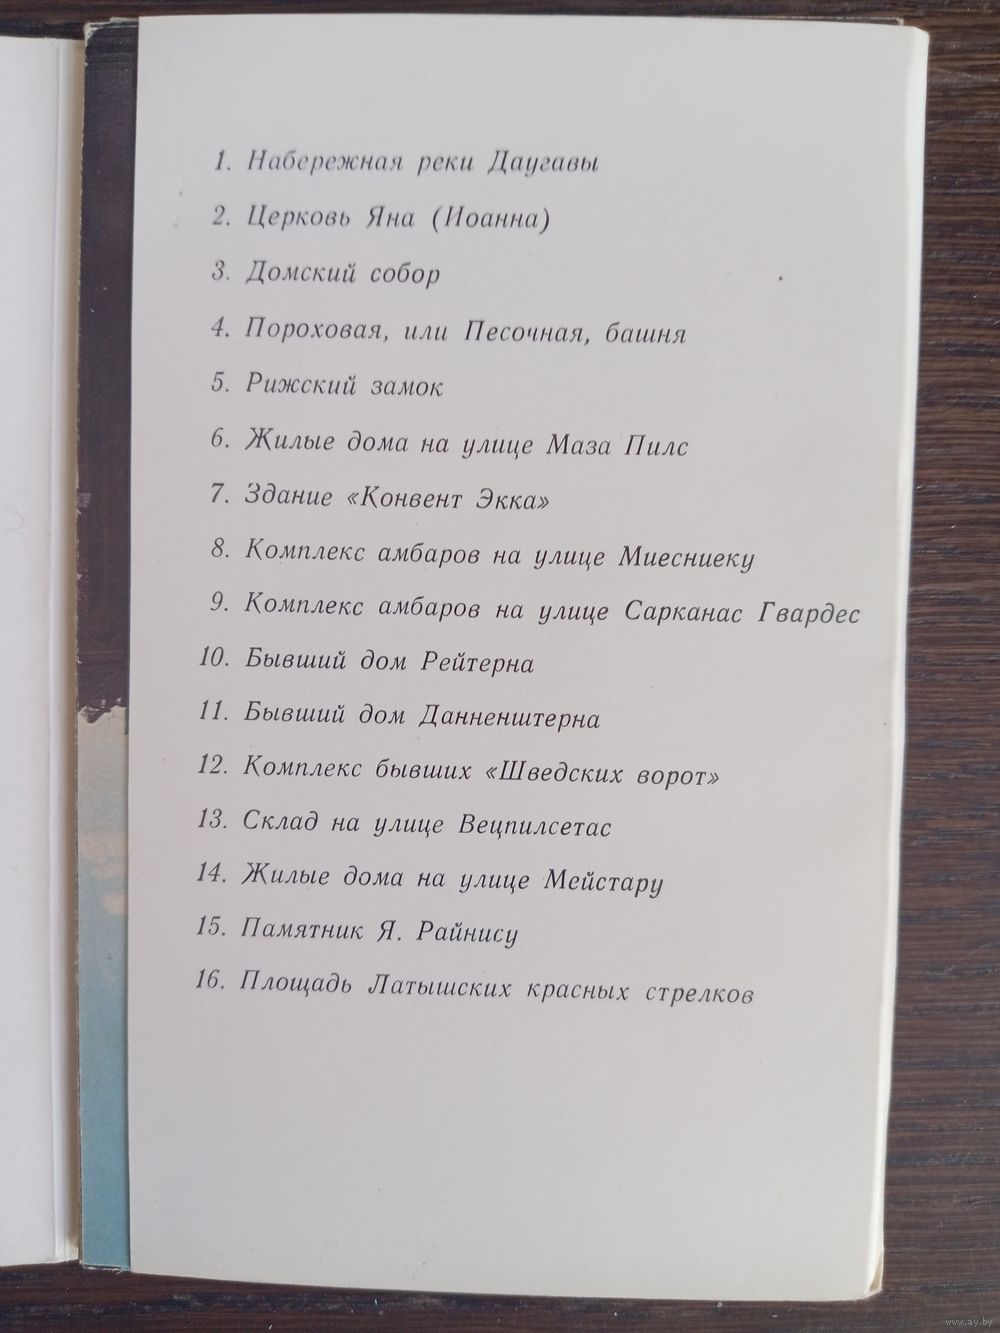 1. Набережная реки Даугавы
2. Церковь Яна (Иоанна)
3. Домский собор
4. Пороховая, или Песочная, башня
5. Рижский замок
6. Жилые дома на улице Маза Пилс
7. Здание «Конвент Экка»
8. Комплекс амбаров на улице Миесниеку
9. Комплекс амбаров на улице Сарканас Гвардес
10. Бывший дом Рейтерна
11. Бывший дом Данненштерна
12. Комплекс бывших «Шведских ворот»
13. Склад на улице Вецпилсетас
14. Жилые дома на улице Мейстару
15. Памятник Я. Райнису
16. Площадь Латышских красных стрелков
www.ay.by